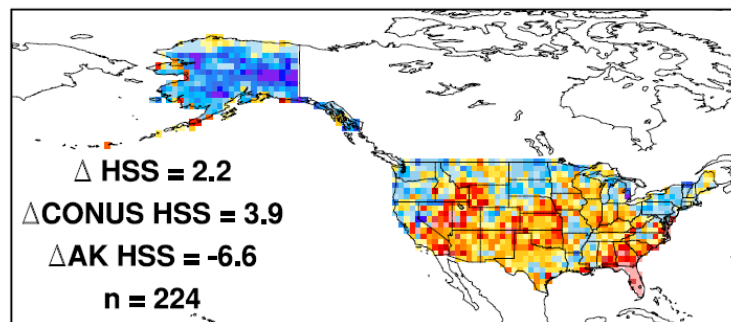 Δ HSS = 2.2
ΔCONUS HSS = 3.9
ΔAK HSS = -6.6
n = 224